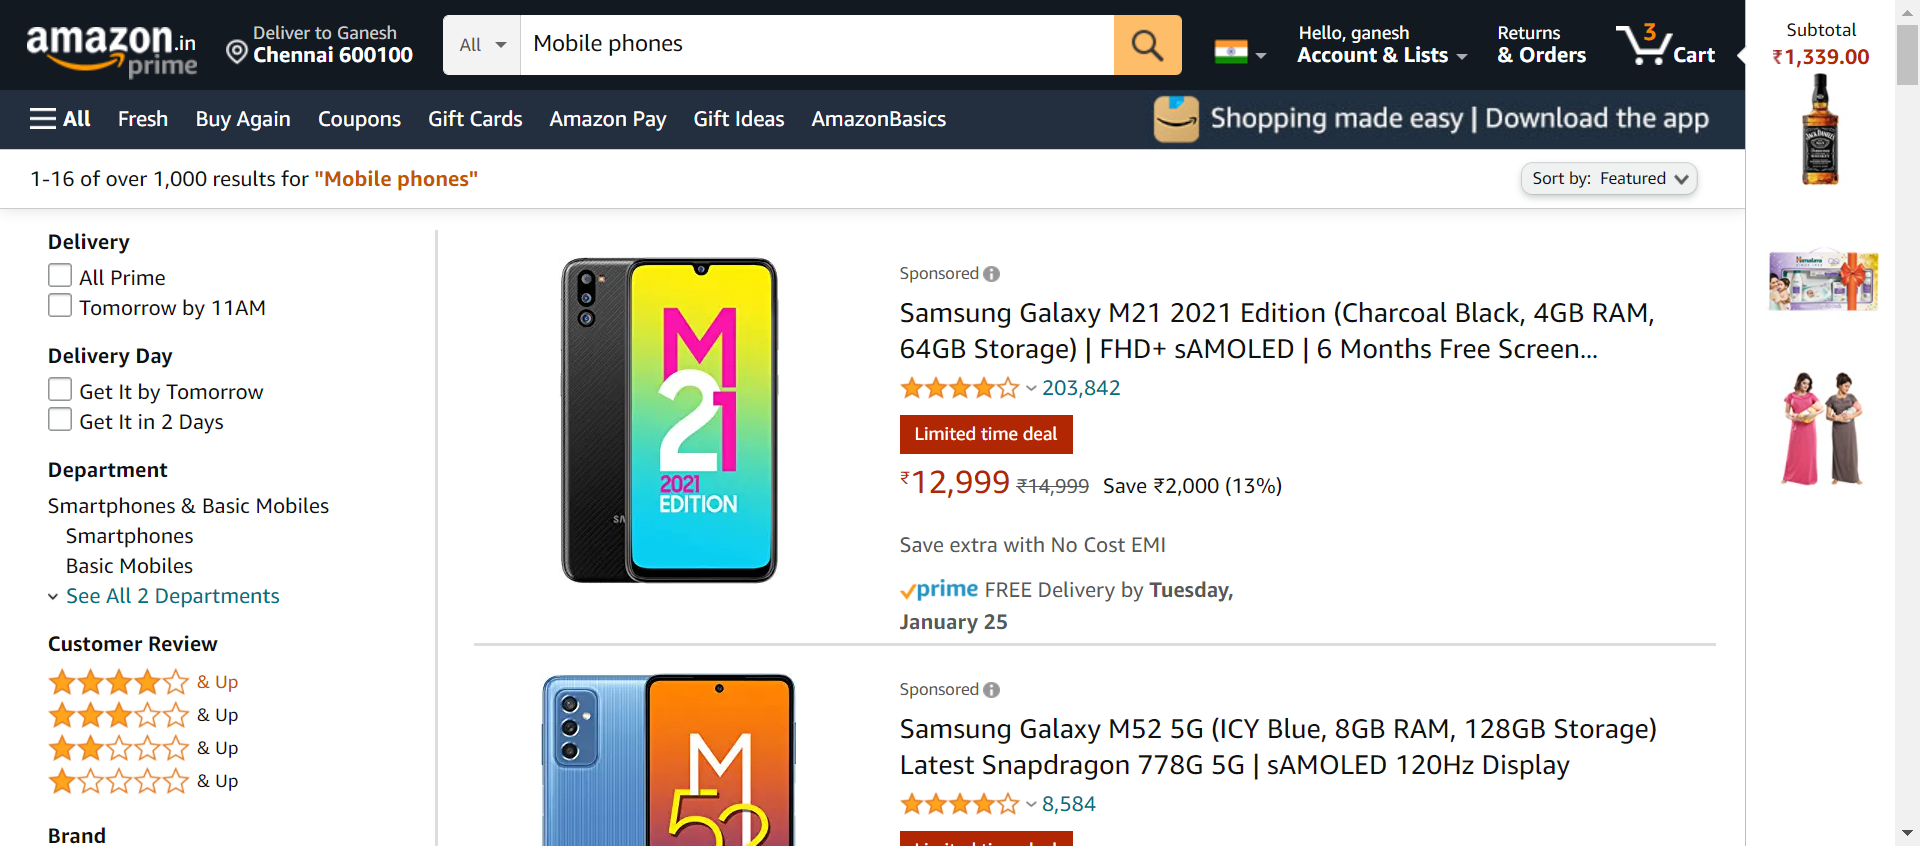 amazon.in
prime
Deliver to Ganesh
Chennai 600100
All
Mobile phones
Hello, ganesh
Account & Lists
Returns
& Orders
3
Cart
Subtotal
₹1,339.00
All
Fresh
Buy Again
Coupons
Gift Cards
Amazon Pay
Gift Ideas
AmazonBasics
Shopping made easy | Download the app
1-16 of over 1,000 results for "Mobile phones"
Sort by: Featured
Delivery
All Prime
Tomorrow by 11AM
Delivery Day
Get It by Tomorrow
Get It in 2 Days
Department
Smartphones & Basic Mobiles
Smartphones
Basic Mobiles
See All 2 Departments
Customer Review
& Up
& Up
& Up
& Up
Brand
M
21
2021
EDITION
Sponsored
Samsung Galaxy M21 2021 Edition (Charcoal Black, 4GB RAM,
64GB Storage) | FHD+ sAMOLED | 6 Months Free Screen...
203,842
Limited time deal
₹12,999 ₹14,999 Save ₹2,000 (13%)
Save extra with No Cost EMI
prime FREE Delivery by Tuesday,
January 25
M
52
Sponsored
Samsung Galaxy M52 5G (ICY Blue, 8GB RAM, 128GB Storage)
Latest Snapdragon 778G 5G | sAMOLED 120Hz Display
8,584
Limited time deal
JACK DANIEL'S
Himalaya